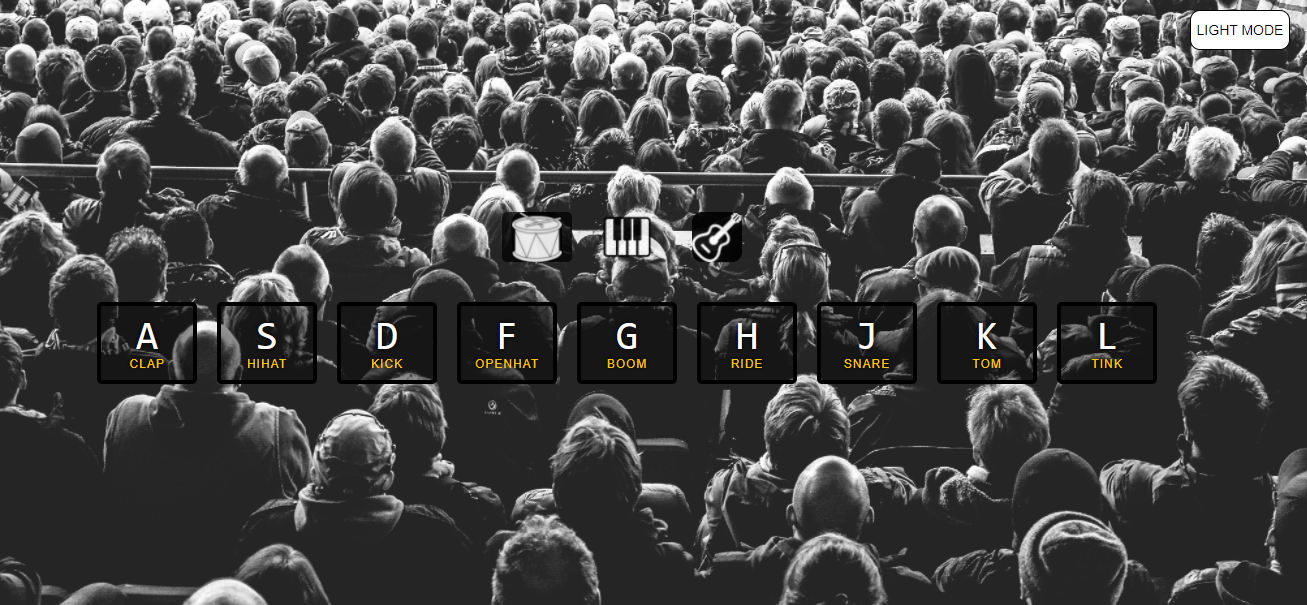 LIGHT MODE
A
S
D
F
G
H
J
K
L
CLAP
HIHAT
KICK
OPENHAT
BOOM
RIDE
SNARE
TOM
TINK